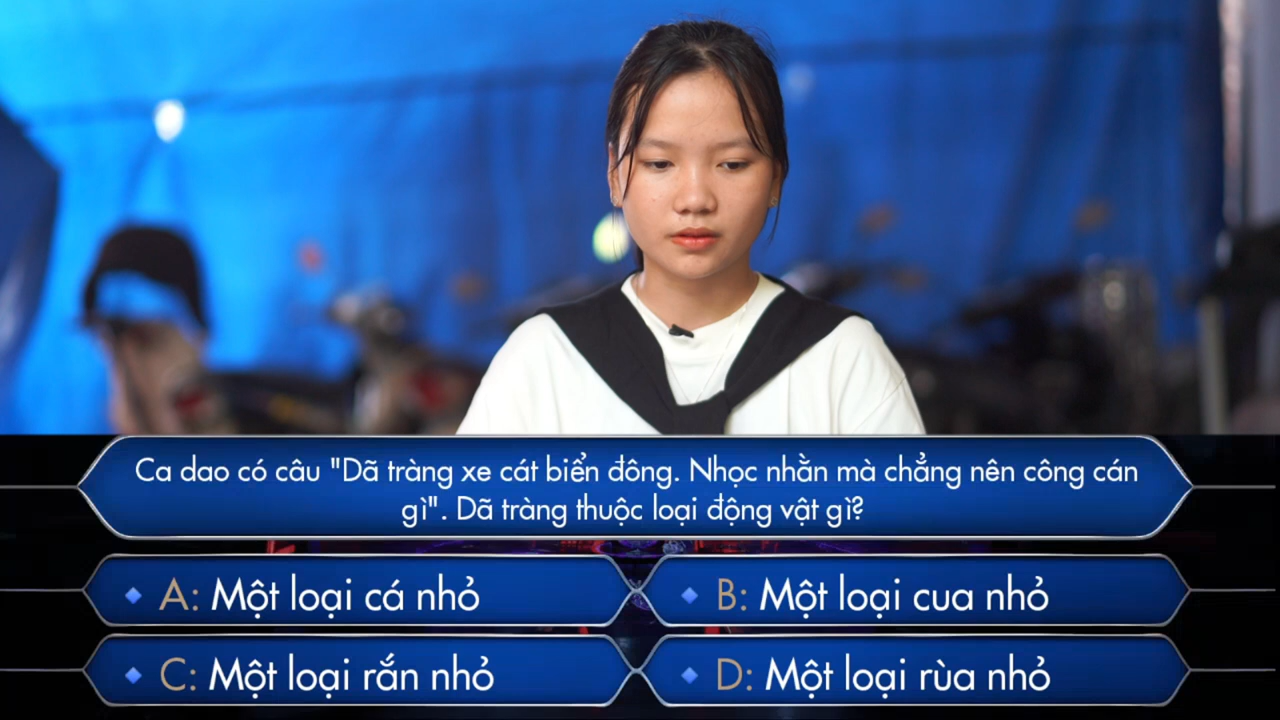 Ca dao có câu "Dã tràng xe cát biển đông. Nhọc nhằn mà chẳng nên công cán
gì". Dã tràng thuộc loại động vật gì?
A: Một loại cá nhỏ
B: Một loại cua nhỏ
C: Một loại rắn nhỏ
D: Một loại rùa nhỏ